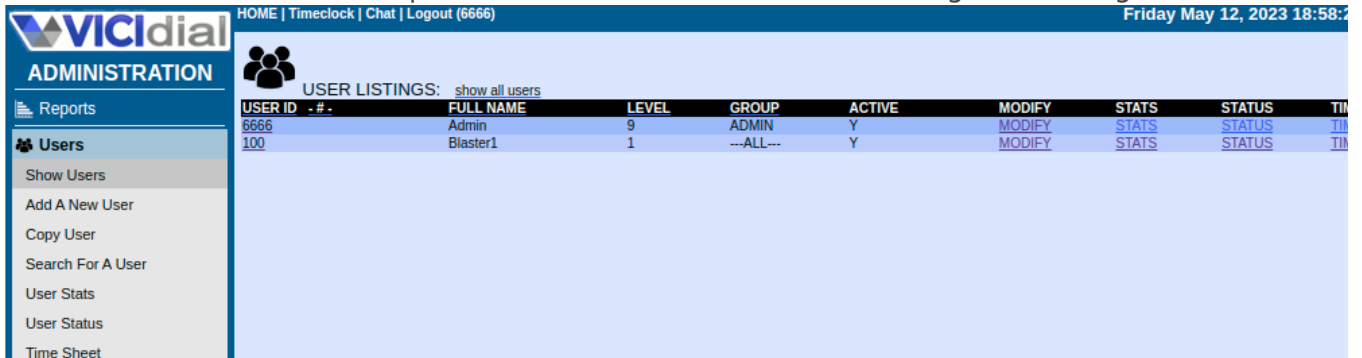 HOME | Timeclock | Chat | Logout (6666) Friday May 12, 2023 18:58:2
VICIdial
ADMINISTRATION
USER LISTINGS: show all users
Reports
USER ID - # - FULL NAME LEVEL GROUP ACTIVE MODIFY STATS STATUS
6666 Admin 9 ADMIN Y MODIFY STATS STATUS
100 Blaster1 1 ---ALL--- Y MODIFY STATS STATUS
Users
Show Users
Add A New User
Copy User
Search For A User
User Stats
User Status
Time Sheet